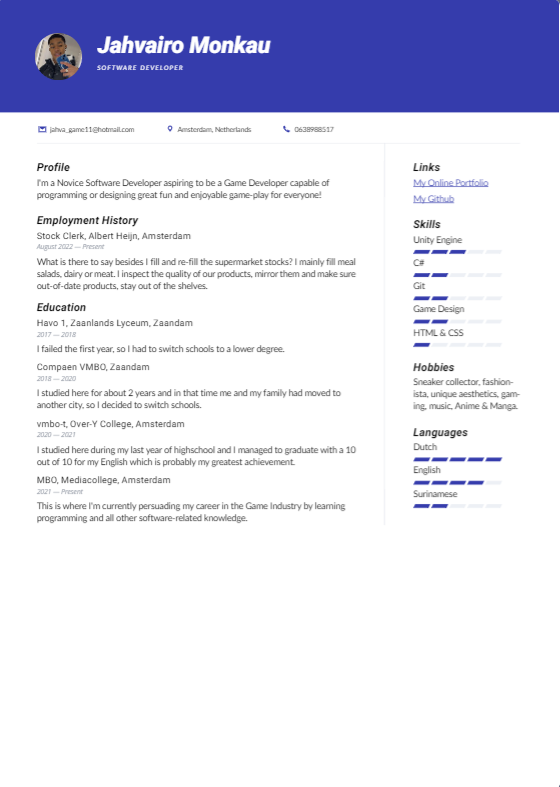 Jahvairo Monkau
SOFTWARE DEVELOPER
jahva_game11@hotmail.com
Amsterdam, Netherlands
0638988517
Profile
I'm a Novice Software Developer aspiring to be a Game Developer capable of
programming or designing great fun and enjoyable game-play for everyone!
Employment History
Stock Clerk, Albert Heijn, Amsterdam
August 2022 — Present
What is there to say besides I fill and re-fill the supermarket stocks? I mainly fill meal
salads, dairy or meat. I inspect the quality of our products, mirror them and make sure
out-of-date products, stay out of the shelves.
Education
Havo 1, Zaanlands Lyceum, Zaandam
2017 — 2018
I failed the first year, so I had to switch schools to a lower degree.
Compaen VMBO, Zaandam
2018 — 2020
I studied here for about 2 years and in that time me and my family had moved to
another city, so I decided to switch schools.
vmbo-t, Over-Y College, Amsterdam
2020 — 2021
I studied here during my last year of highschool and I managed to graduate with a 10
out of 10 for my English which is probably my greatest achievement.
MBO, Mediacollege, Amsterdam
2021 — Present
This is where I'm currently persuading my career in the Game Industry by learning
programming and all other software-related knowledge.
Links
My Online Portfolio
My Github
Skills
Unity Engine
C#
Git
Game Design
HTML & CSS
Hobbies
Sneaker collector, fashion-
ista, unique aesthetics, gam-
ing, music, Anime & Manga.
Languages
Dutch
English
Surinamese